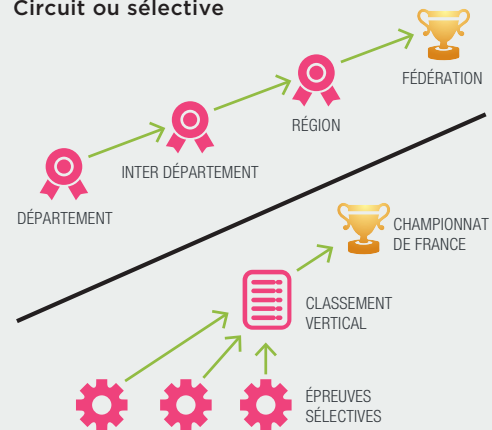 Circuit ou sélective
FÉDÉRATION
RÉGION
INTER DÉPARTEMENT
DÉPARTEMENT
CHAMPIONNAT
DE FRANCE
CLASSEMENT
VERTICAL
ÉPREUVES
SÉLECTIVES